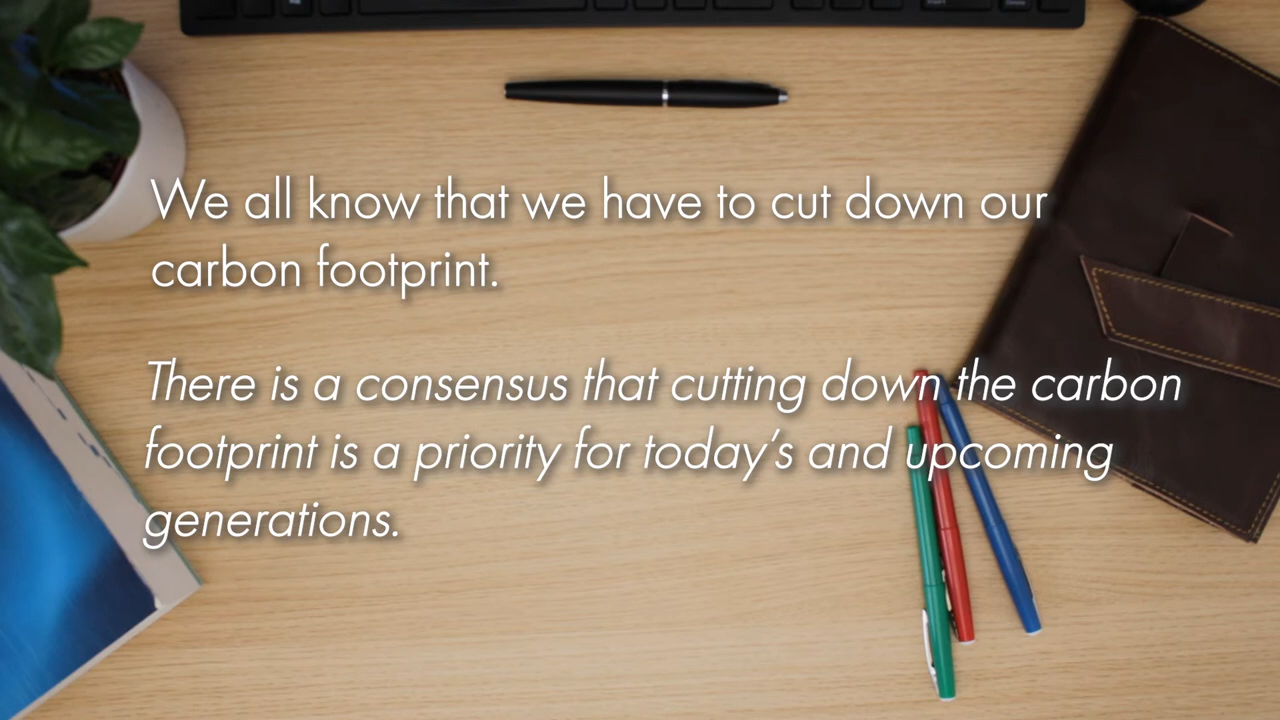 We all know that we have to cut down our
carbon footprint.
There is a consensus that cutting down the carbon
footprint is a priority for today's and upcoming
generations.